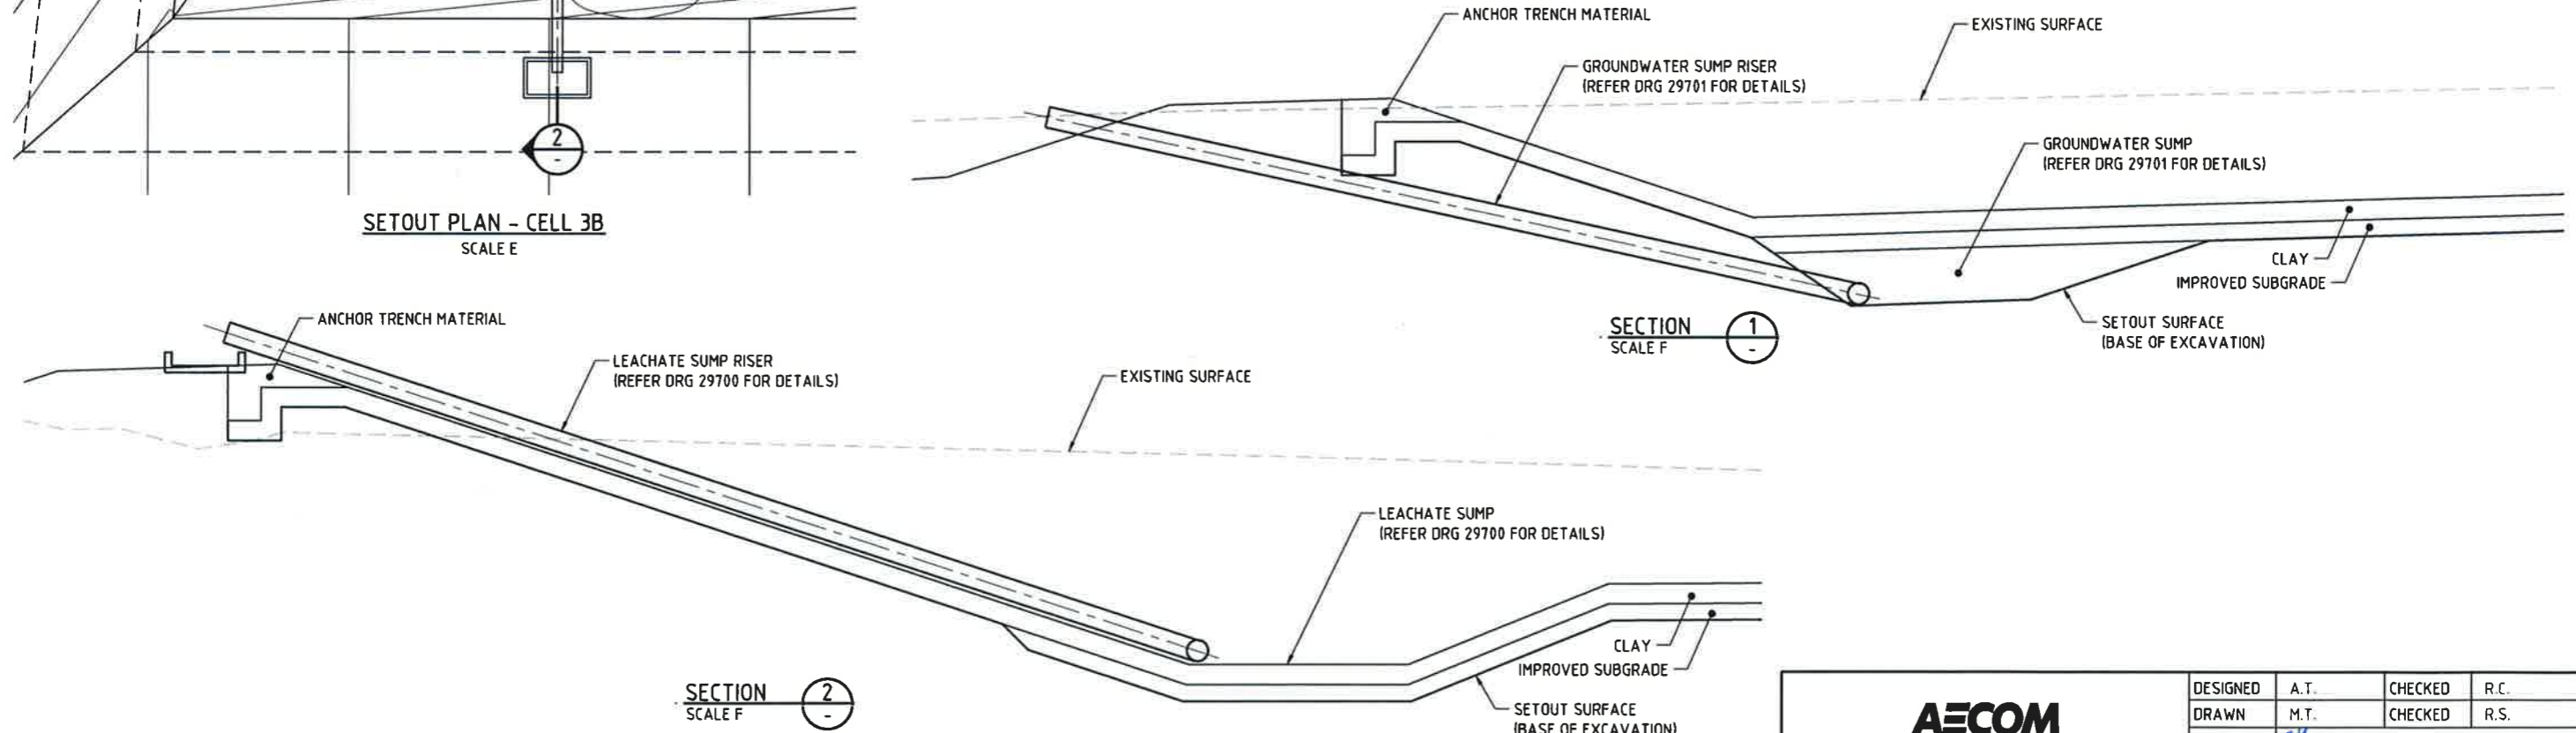 2
-
SETOUT PLAN - CELL 3B
SCALE E
ANCHOR TRENCH MATERIAL
EXISTING SURFACE
GROUNDWATER SUMP RISER
(REFER DRG 29701 FOR DETAILS)
GROUNDWATER SUMP
(REFER DRG 29701 FOR DETAILS)
CLAY
IMPROVED SUBGRADE
SETOUT SURFACE
(BASE OF EXCAVATION)
SECTION 1
SCALE F -
ANCHOR TRENCH MATERIAL
LEACHATE SUMP RISER
(REFER DRG 29700 FOR DETAILS)
EXISTING SURFACE
LEACHATE SUMP
(REFER DRG 29700 FOR DETAILS)
CLAY
IMPROVED SUBGRADE
SETOUT SURFACE
(BASE OF EXCAVATION)
SECTION 2
SCALE F -
AECOM
DESIGNED A.T. CHECKED R.C.
DRAWN M.T. CHECKED R.S.